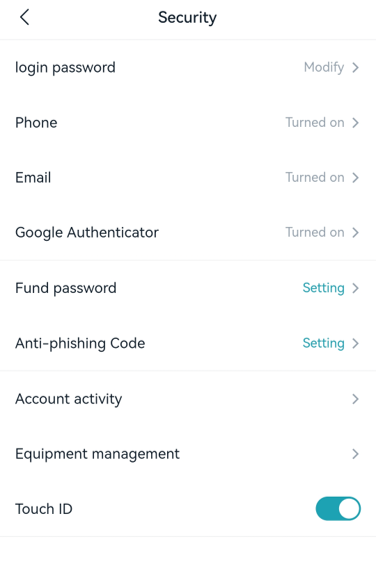 Security
login password Modify
Phone Turned on
Email Turned on
Google Authenticator Turned on
Fund password Setting
Anti-phishing Code Setting
Account activity
Equipment management
Touch ID